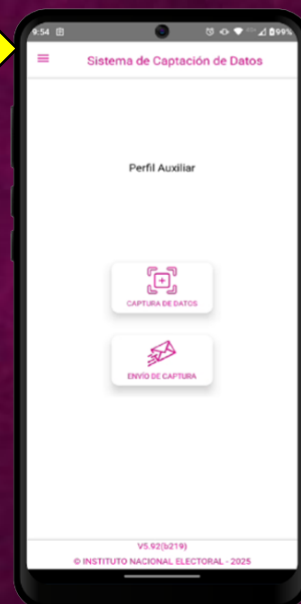 9:54
99%
Sistema de Captación de Datos
Perfil Auxiliar
CAPTURA DE DATOS
ENVÍO DE CAPTURA
V5.92(b219)
© INSTITUTO NACIONAL ELECTORAL - 2025